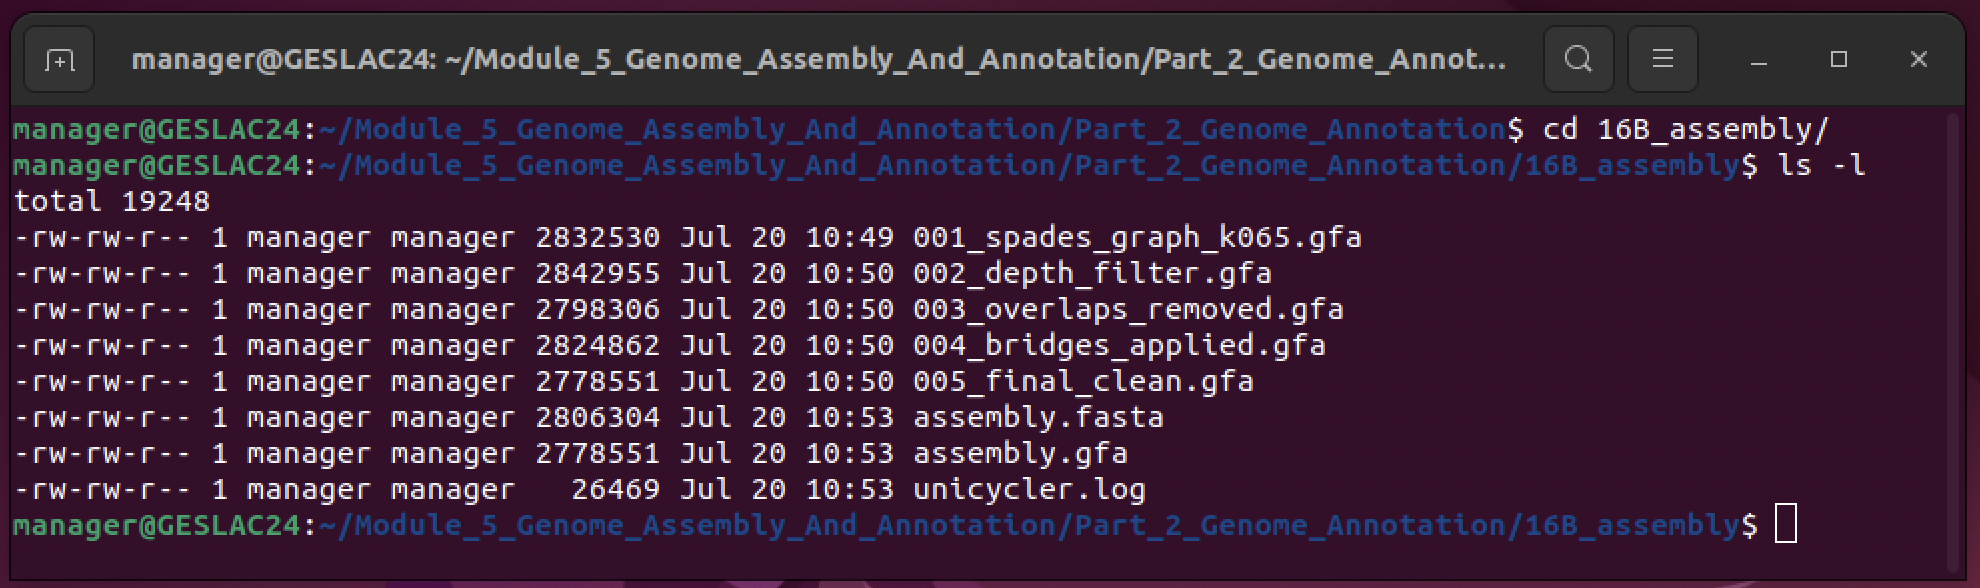 manager@GESLAC24: ~/Module_5_Genome_Assembly_And_Annotation/Part_2_Genome_Annot...
manager@GESLAC24:~/Module_5_Genome_Assembly_And_Annotation/Part_2_Genome_Annotation$ cd 16B_assembly/
manager@GESLAC24:~/Module_5_Genome_Assembly_And_Annotation/Part_2_Genome_Annotation/16B_assembly$ ls -l
total 19248
-rw-rw-r-- 1 manager manager 2832530 Jul 20 10:49 001_spades_graph_k065.gfa
-rw-rw-r-- 1 manager manager 2842955 Jul 20 10:50 002_depth_filter.gfa
-rw-rw-r-- 1 manager manager 2798306 Jul 20 10:50 003_overlaps_removed.gfa
-rw-rw-r-- 1 manager manager 2824862 Jul 20 10:50 004_bridges_applied.gfa
-rw-rw-r-- 1 manager manager 2778551 Jul 20 10:50 005_final_clean.gfa
-rw-rw-r-- 1 manager manager 2806304 Jul 20 10:53 assembly.fasta
-rw-rw-r-- 1 manager manager 2778551 Jul 20 10:53 assembly.gfa
-rw-rw-r-- 1 manager manager   26469 Jul 20 10:53 unicycler.log
manager@GESLAC24:~/Module_5_Genome_Assembly_And_Annotation/Part_2_Genome_Annotation/16B_assembly$